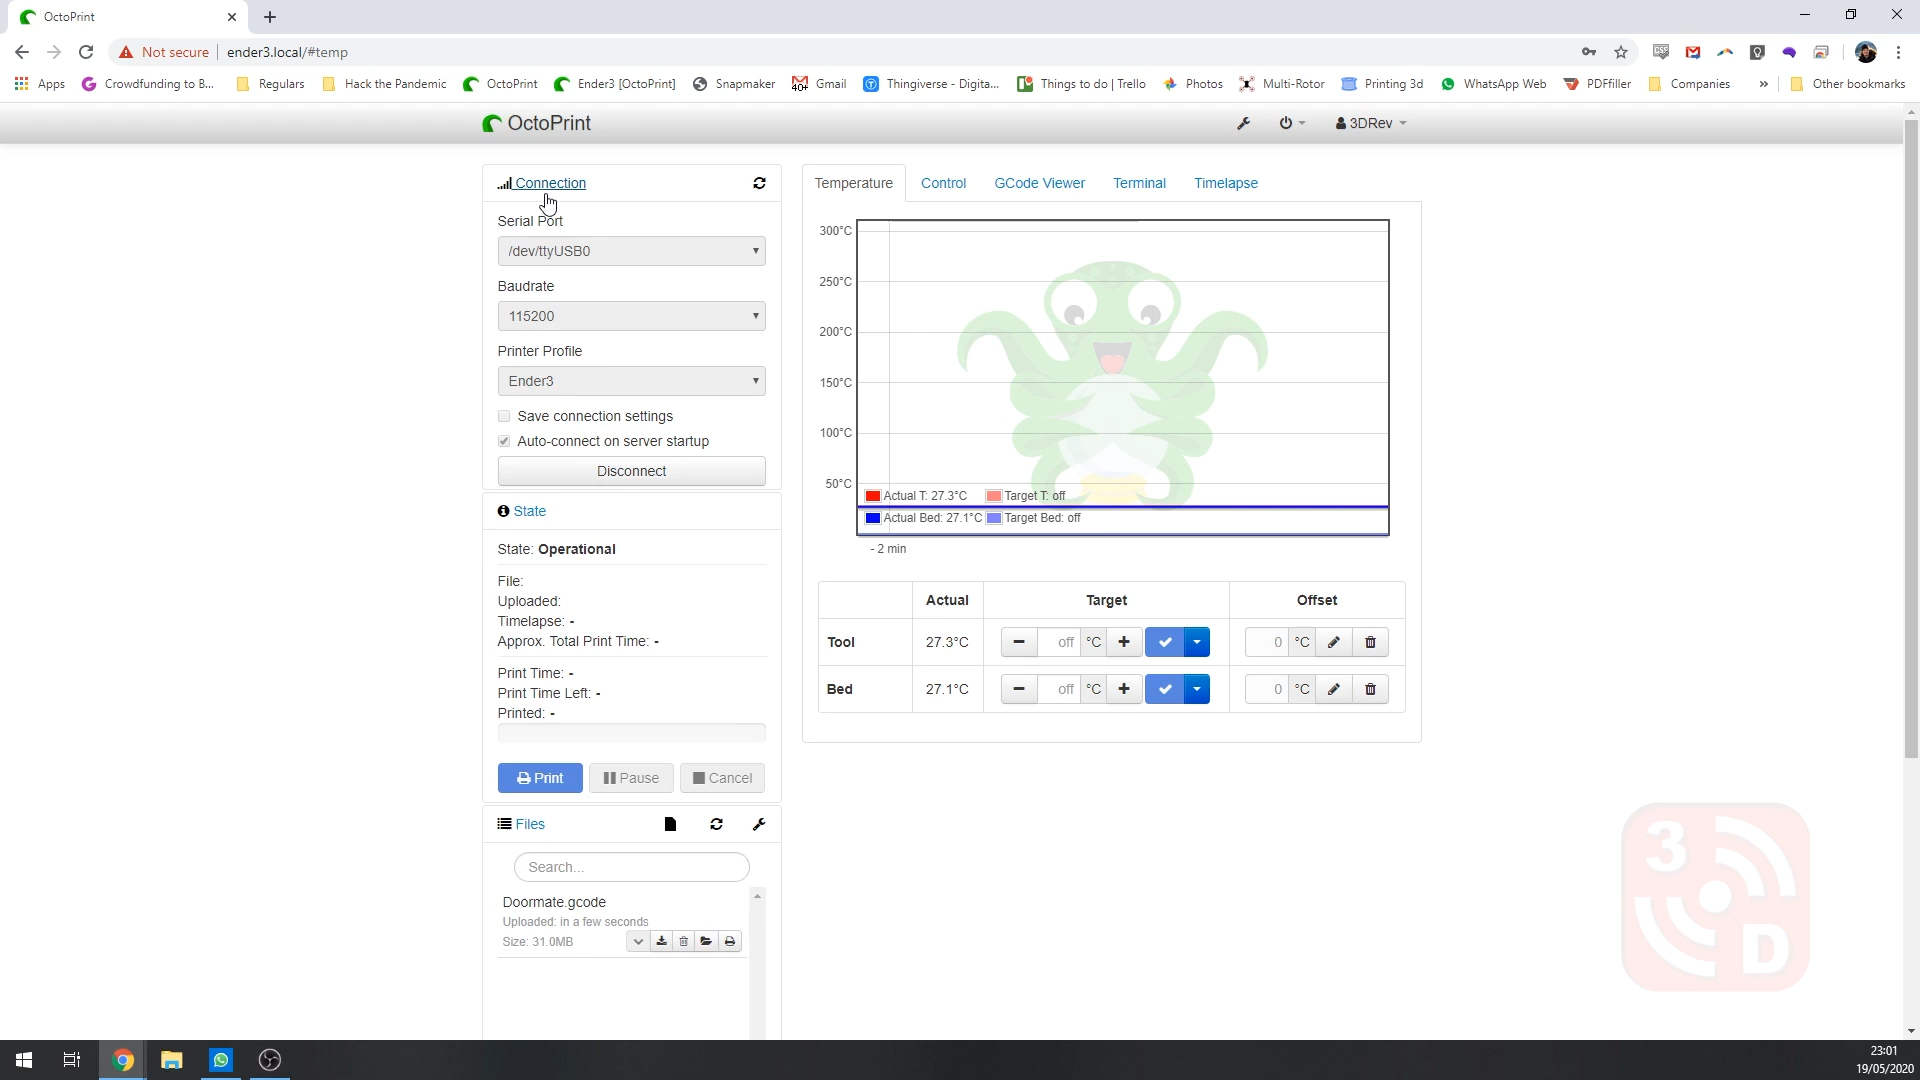 OctoPrint
Not secure
ender3.local/#temp
Apps
Crowdfunding to B...
Regulars
Hack the Pandemic
OctoPrint
Ender3 [OctoPrint]
Snapmaker
40+
Gmail
Thingiverse - Digita...
Things to do | Trello
Photos
Multi-Rotor
Printing 3d
WhatsApp Web
PDFfiller
Companies
»
Other bookmarks
OctoPrint
3DRev
Connection
Serial Port
/dev/ttyUSB0
Baudrate
115200
Printer Profile
Ender3
Save connection settings
Auto-connect on server startup
Disconnect
State
State: Operational
File:
Uploaded:
Timelapse: -
Approx. Total Print Time: -
Print Time: -
Print Time Left: -
Printed: -
Print
Pause
Cancel
Files
Search...
Doormate.gcode
Uploaded: in a few seconds
Size: 31.0MB
Temperature
Control
GCode Viewer
Terminal
Timelapse
300°C
250°C
200°C
150°C
100°C
50°C
Actual T: 27.3°C
Target T: off
Actual Bed: 27.1°C
Target Bed: off
- 2 min
Actual
Target
Offset
Tool
27.3°C
off
°C
0
°C
Bed
27.1°C
off
°C
0
°C
3
D
23:01
19/05/2020